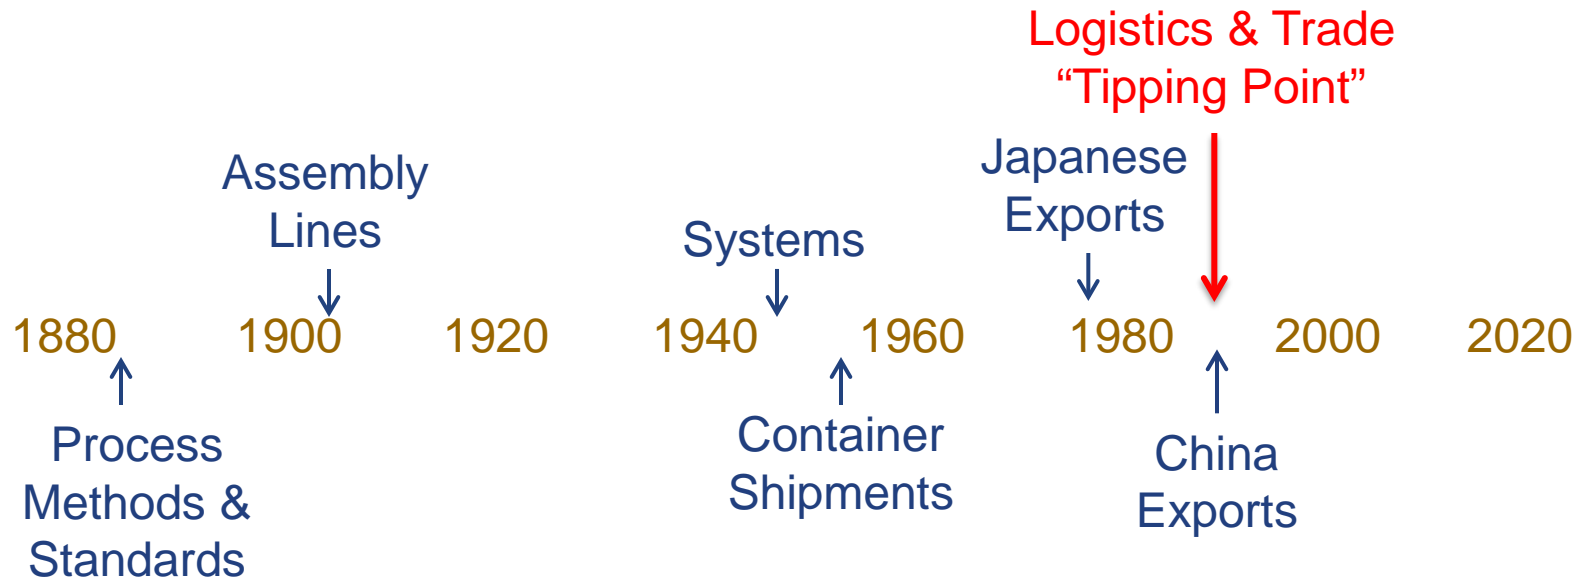 Logistics & Trade
“Tipping Point”
Assembly
Lines
Systems
Japanese
Exports
1880 1900 1920 1940 1960 1980 2000 2020
Process
Methods &
Standards
Container
Shipments
China
Exports